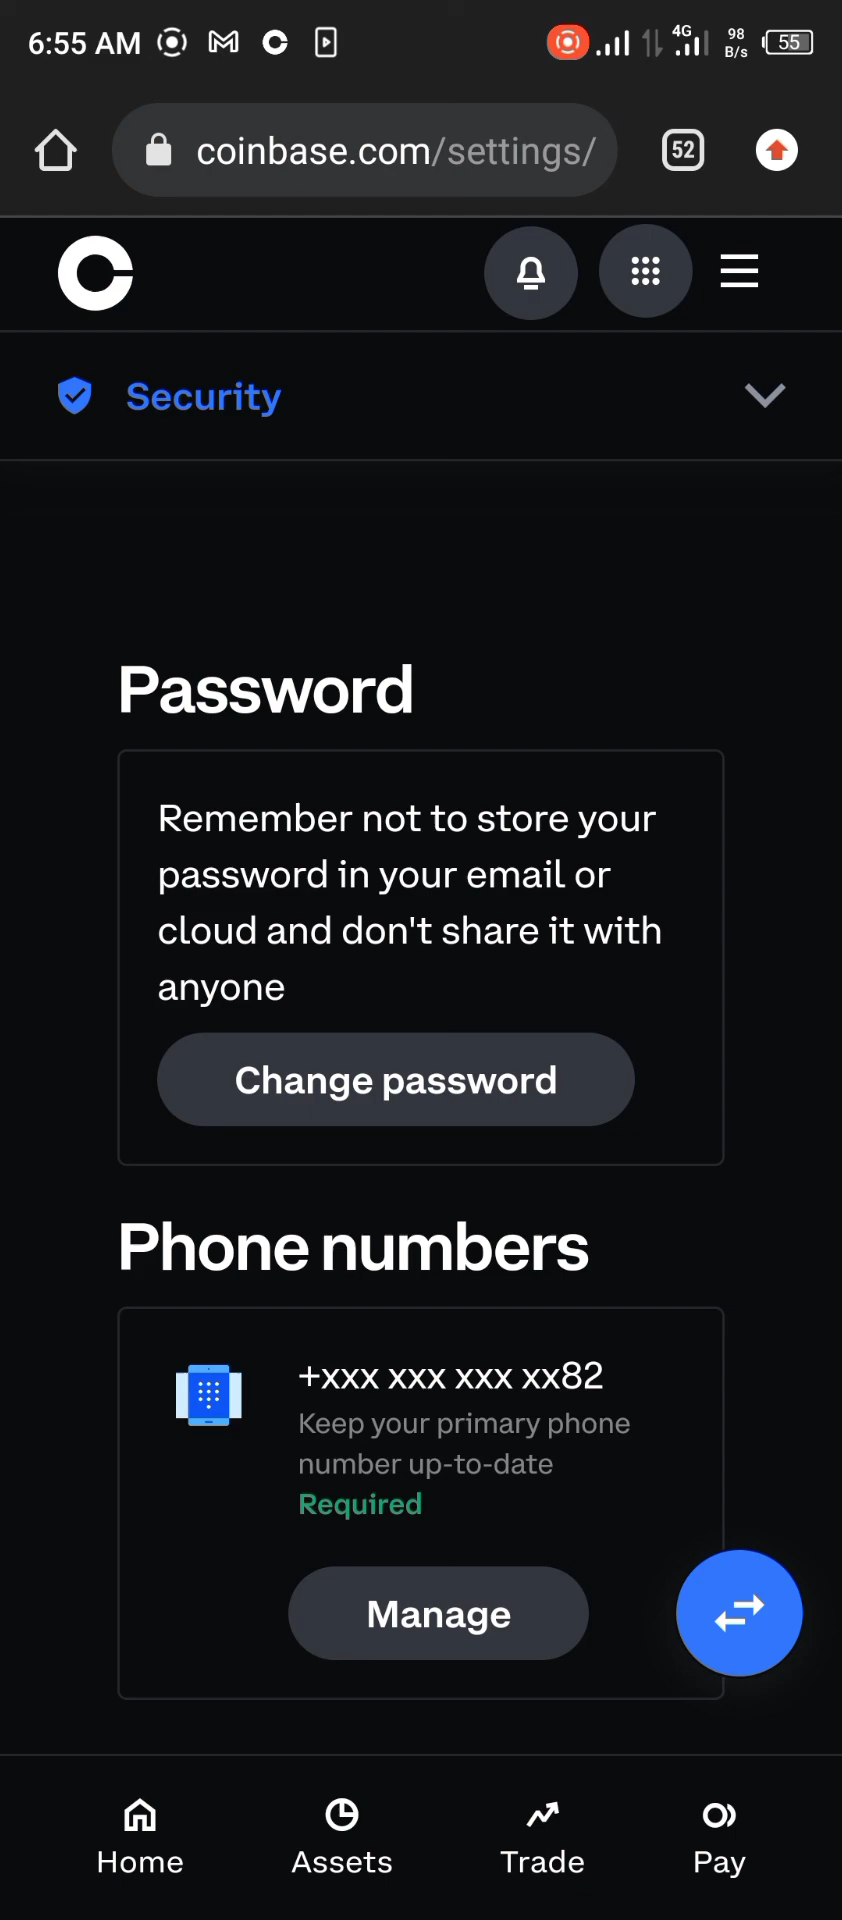 6:55 AM
4G
98
B/s
55
coinbase.com/settings/
52
Security
Password
Remember not to store your
password in your email or
cloud and don't share it with
anyone
Change password
Phone numbers
+xxx xxx xxx xx82
Keep your primary phone
number up-to-date
Required
Manage
Home
Assets
Trade
Pay